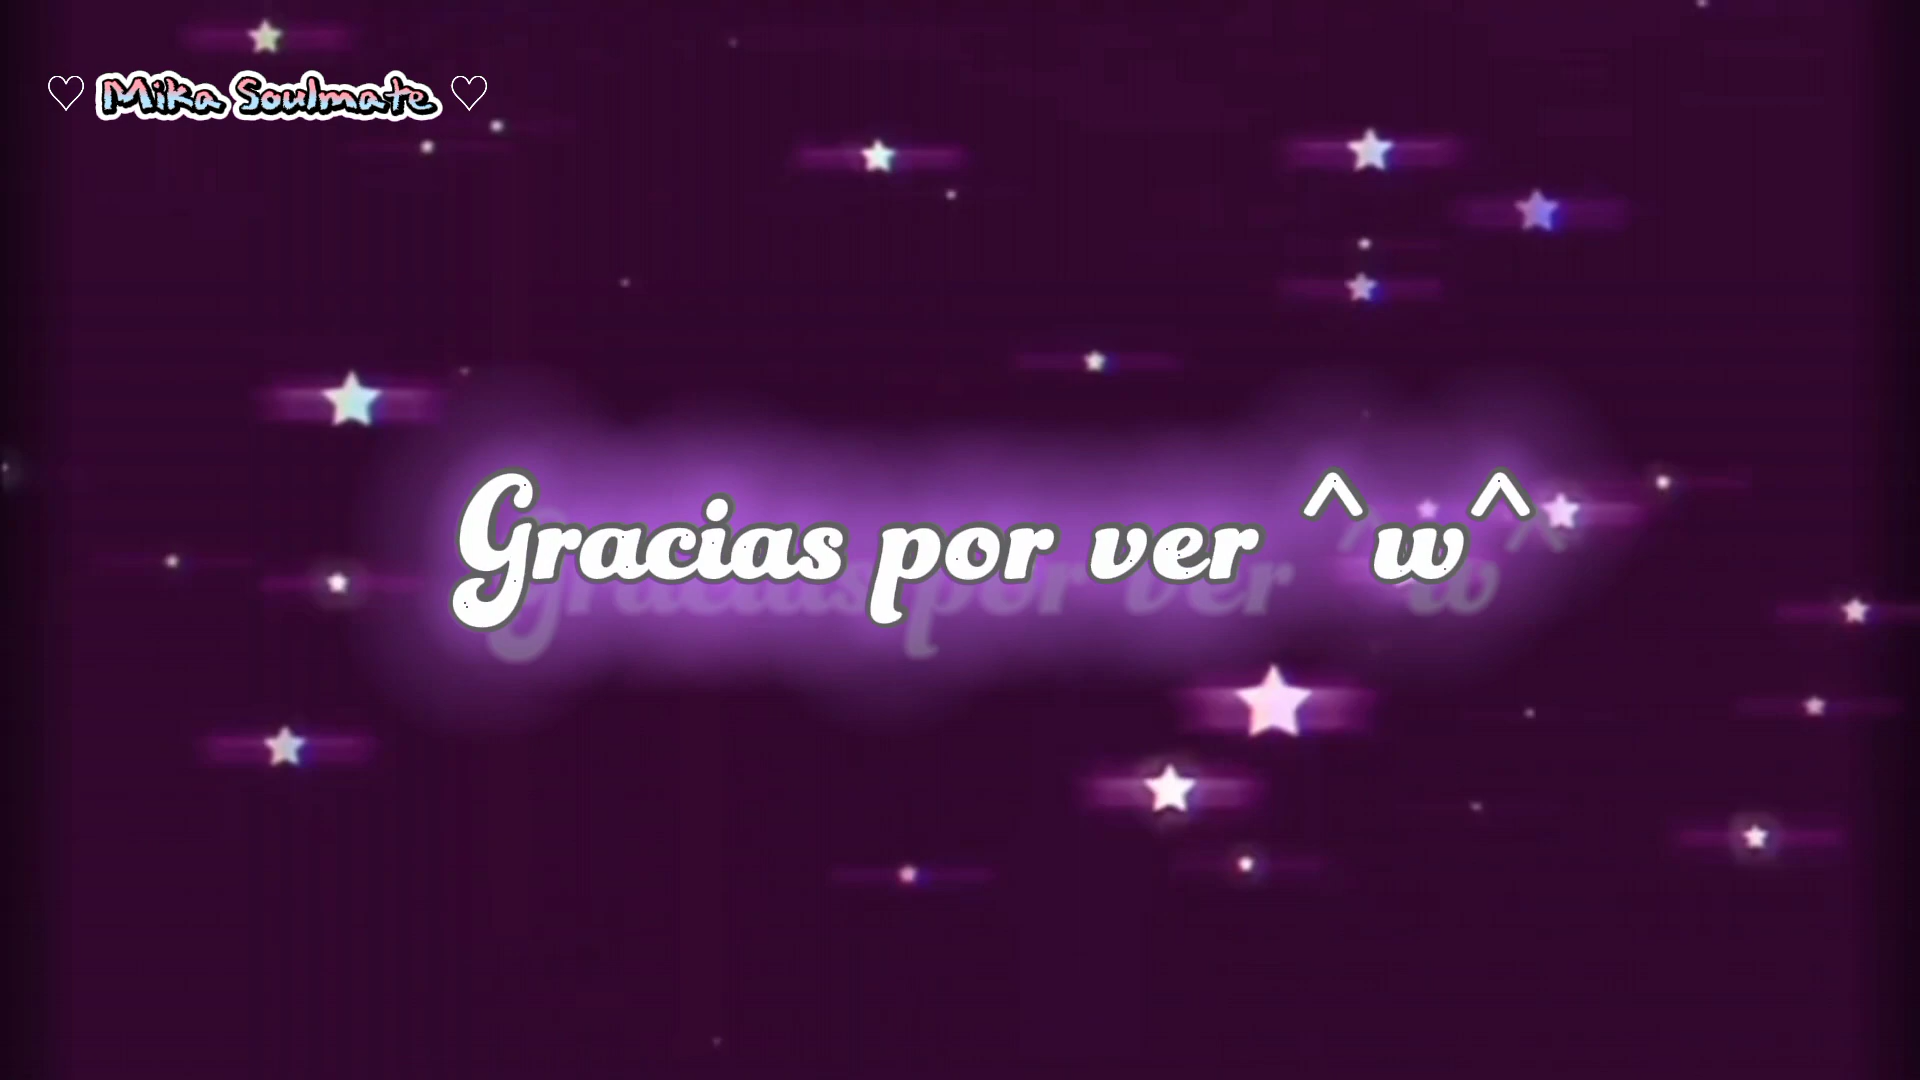 ♡ Mika Soulmate ♡
Gracias por ver ^w^